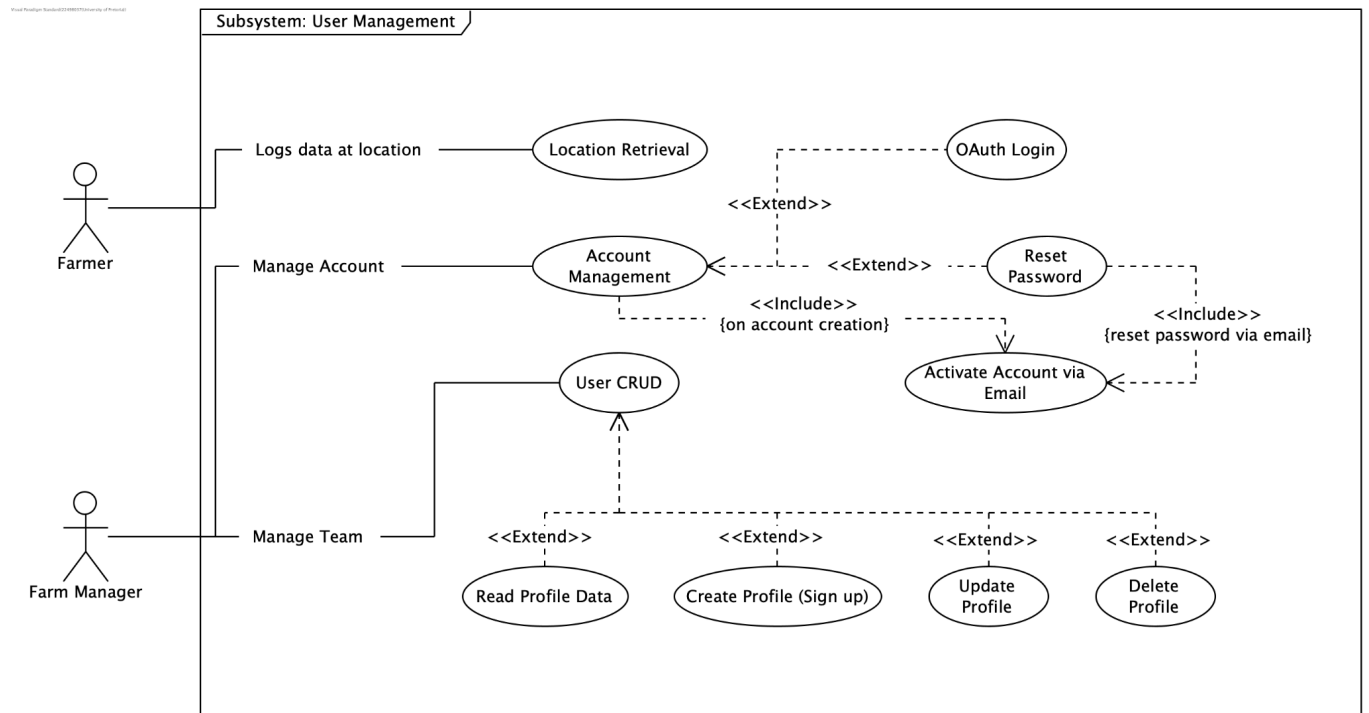 Subsystem: User Management
Logs data at location
Location Retrieval
OAuth Login
<<Extend>>
Farmer
Manage Account
Account
Management
<<Extend>>
Reset
Password
<<Include>>
{on account creation}
<<Include>>
{reset password via email}
User CRUD
Activate Account via
Email
Farm Manager
Manage Team
<<Extend>>
<<Extend>>
<<Extend>>
<<Extend>>
Read Profile Data
Create Profile (Sign up)
Update
Profile
Delete
Profile